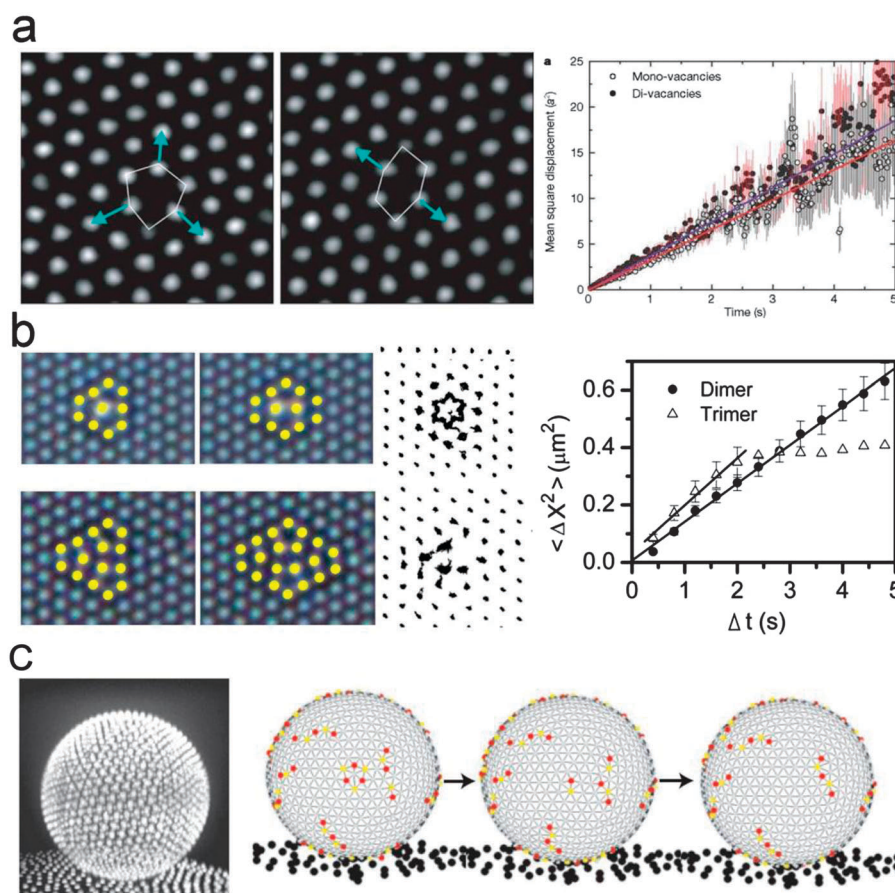 a
a
Mean square displacement (a²)
25
20
15
10
5
0
Mono-vacancies
Di-vacancies
0 1 2 3 4 5
Time (s)
b
<ΔX²> (μm²)
0.6
0.4
0.2
0.0
Dimer
Trimer
0 1 2 3 4 5
Δt (s)
c